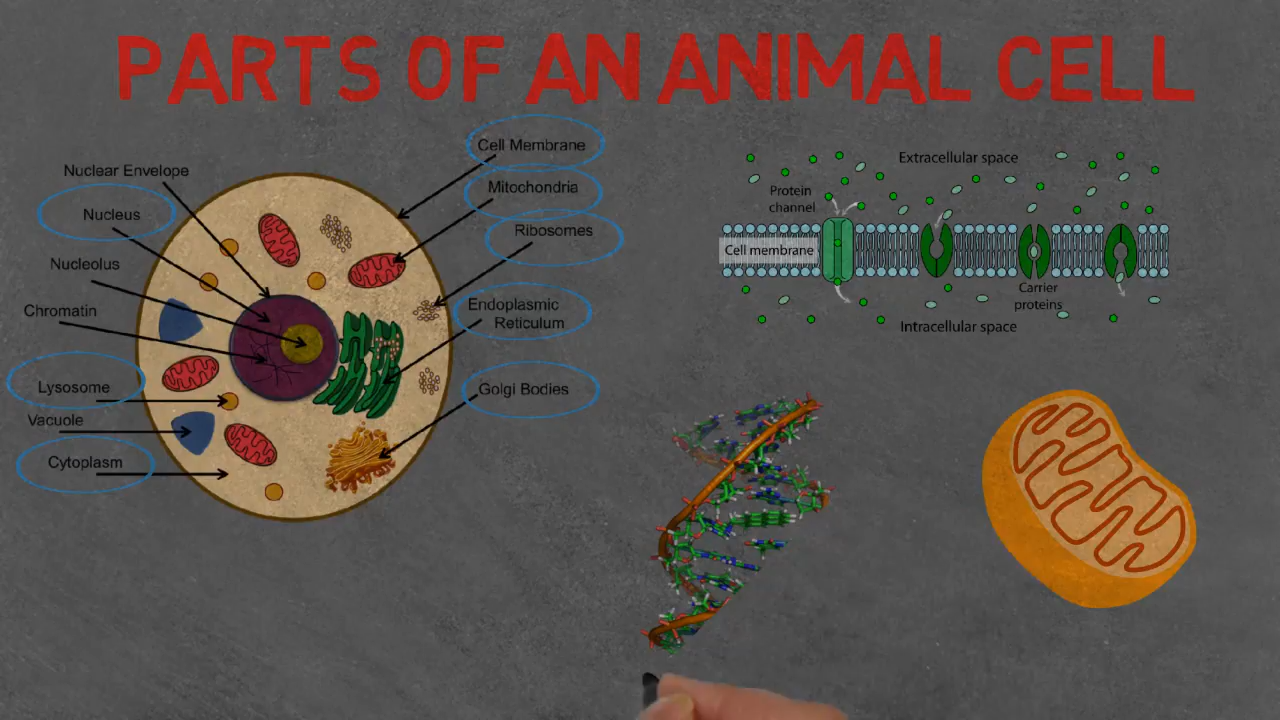 PARTS OF AN ANIMAL CELL
Nuclear Envelope
Nucleus
Nucleolus
Chromatin
Lysosome
Vacuole
Cytoplasm
Cell Membrane
Mitochondria
Ribosomes
Endoplasmic
Reticulum
Golgi Bodies
Extracellular space
Protein
channel
Cell membrane
Carrier
proteins
Intracellular space